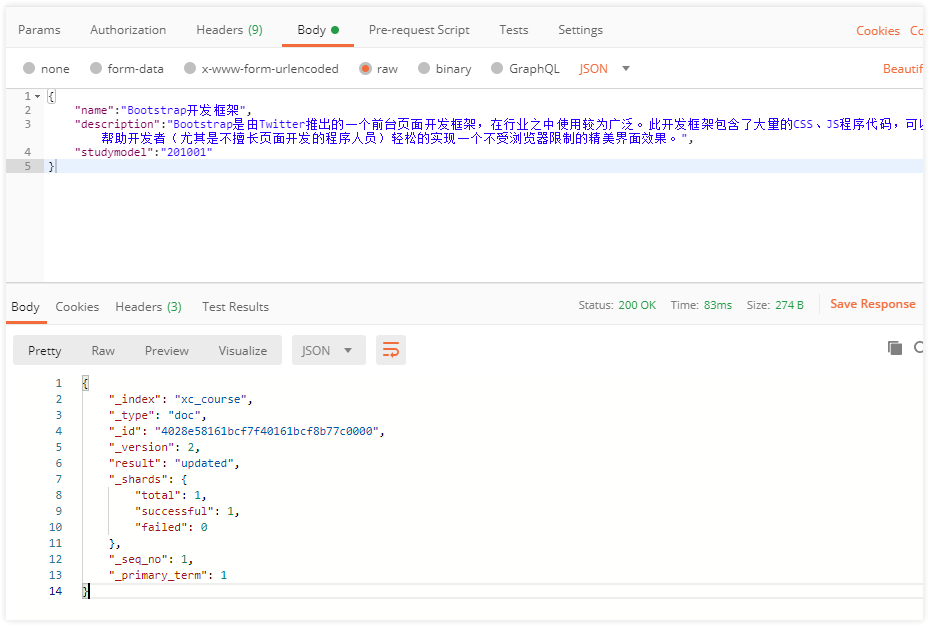 Params Authorization Headers (9) Body Pre-request Script Tests Settings Cookies Co
none form-data x-www-form-urlencoded raw binary GraphQL JSON Beautif
1 {
2 "name":"Bootstrap开发框架",
3 "description":"Bootstrap是由Twitter推出的一个前台页面开发框架，在行业之中使用较为广泛。此开发框架包含了大量的CSS、JS程序代码，可以
帮助开发者（尤其是不擅长页面开发的程序人员）轻松的实现一个不受浏览器限制的精美界面效果。",
4 "studymodel":"201001"
5 }
Body Cookies Headers (3) Test Results Status: 200 OK Time: 83ms Size: 274 B Save Response
Pretty Raw Preview Visualize JSON
1 {
2 "_index": "xc_course",
3 "_type": "doc",
4 "_id": "4028e58161bcf7f40161bcf8b77c0000",
5 "_version": 2,
6 "result": "updated",
7 "_shards": {
8 "total": 1,
9 "successful": 1,
10 "failed": 0
11 },
12 "_seq_no": 1,
13 "_primary_term": 1
14 }